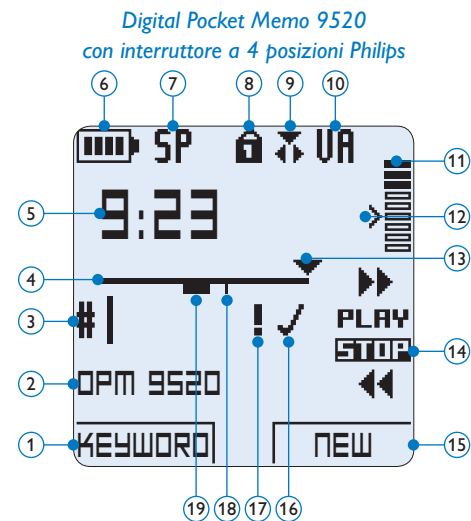 Digital Pocket Memo 9520
con interruttore a 4 posizioni Philips
6 7 8 9 10
SP VA
11
5 9:23 12
13
4
3 #1 ! ✓ PLAY
STOP 14
2 DPM 9520
1 KEYWORD NEW 15
19 18 17 16